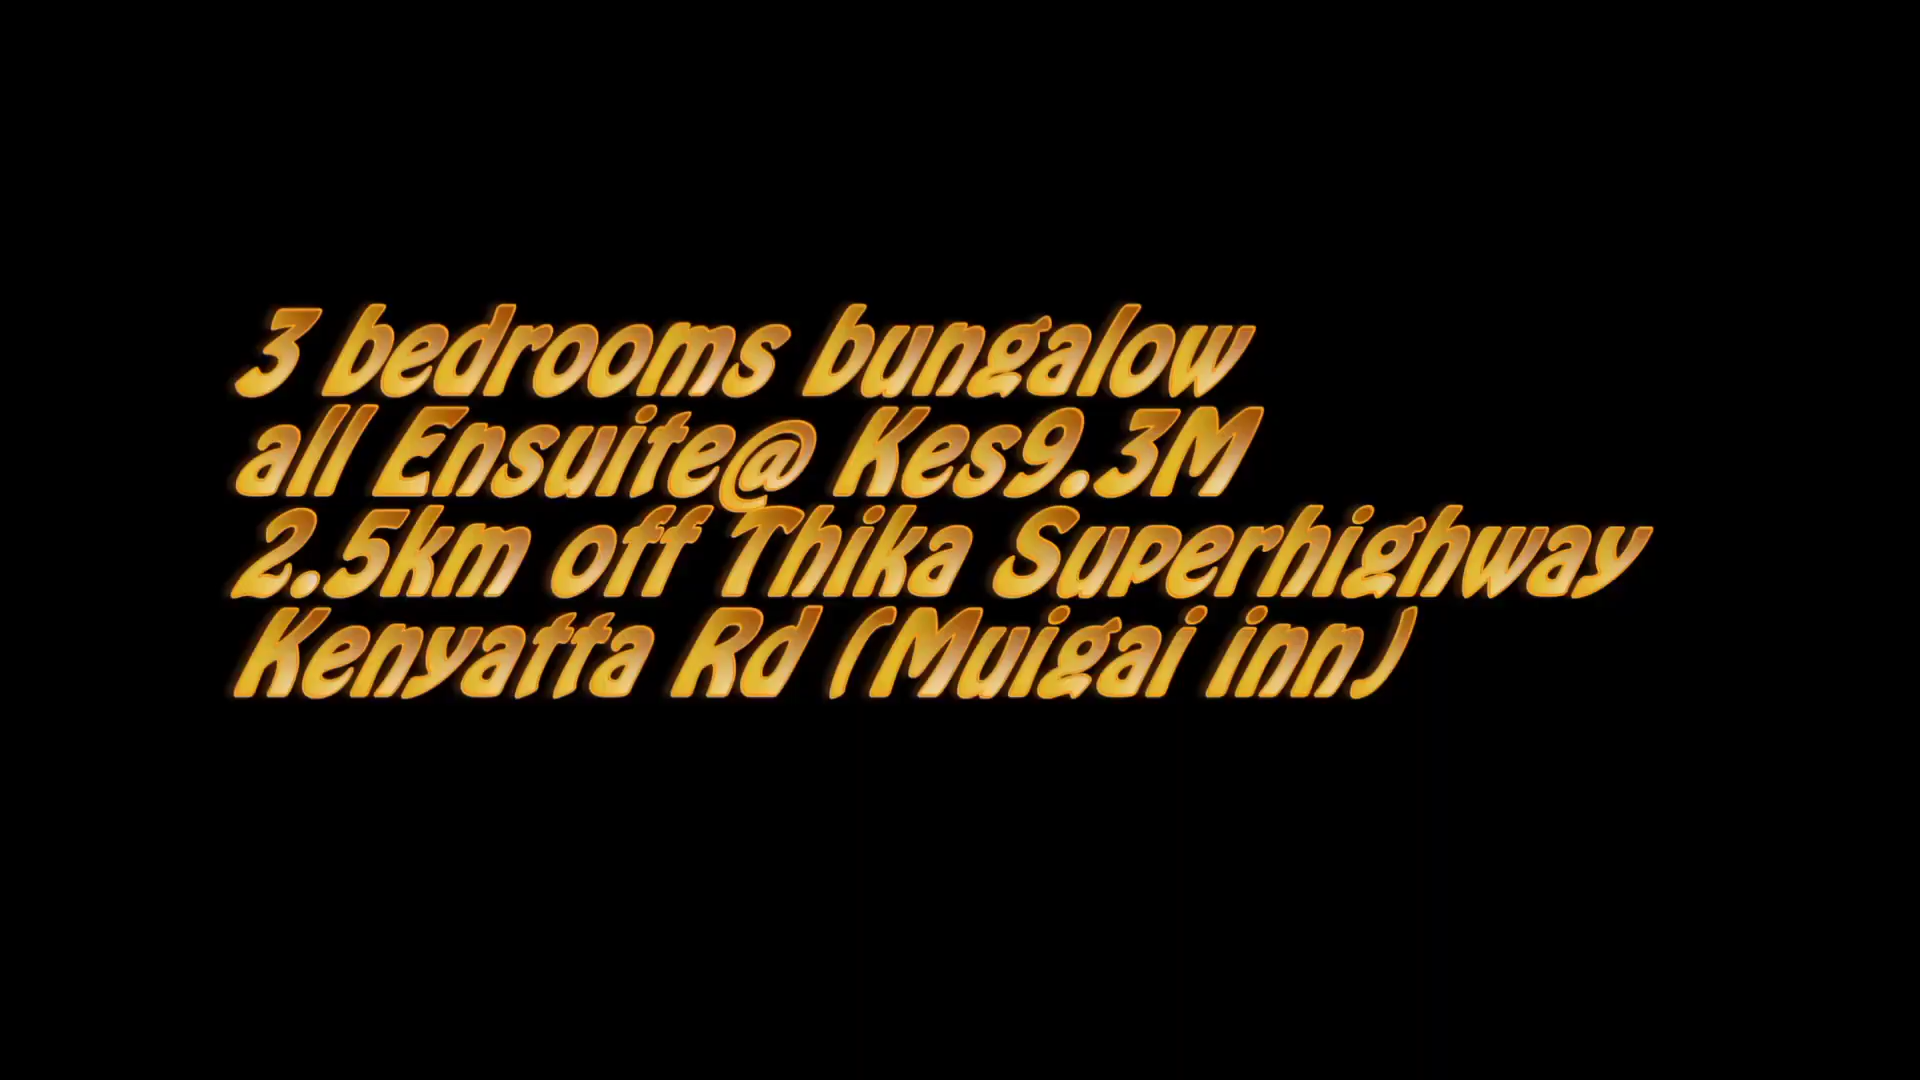 3 bedrooms bungalow
all Ensuite@ Kes9.3M
2.5km off Thika Superhighway
Kenyatta Rd (Muigai inn)